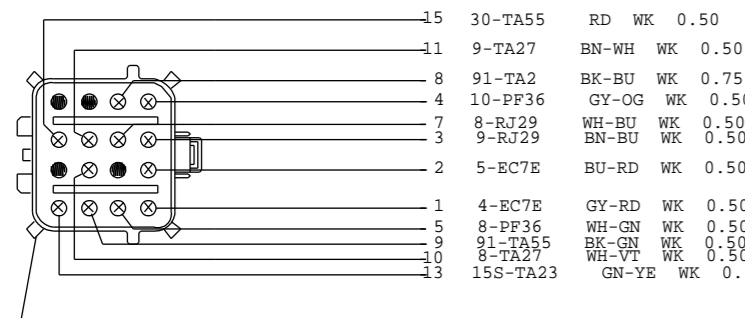 15 30-TA55 RD WK 0.50
11 9-TA27 BN-WH WK 0.50
8 91-TA2 BK-BU WK 0.75
4 10-PF36 GY-OG WK 0.50
7 8-RJ29 WH-BU WK 0.50
3 9-RJ29 BN-BU WK 0.50
2 5-EC7E BU-RD WK 0.50
1 4-EC7E GY-RD WK 0.50
5 8-PF36 WH-GN WK 0.50
9 91-TA55 BK-GN WK 0.50
10 8-TA27 WH-VT WK 0.50
13 15S-TA23 GN-YE WK 0.